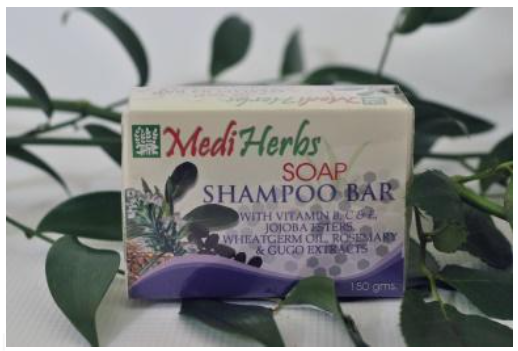 MediHerbs
SOAP
SHAMPOO BAR
WITH VITAMIN B, C & E,
JOJOBA ESTERS,
WHEATGERM OIL, ROSEMARY
& GUGO EXTRACTS
150 gms.